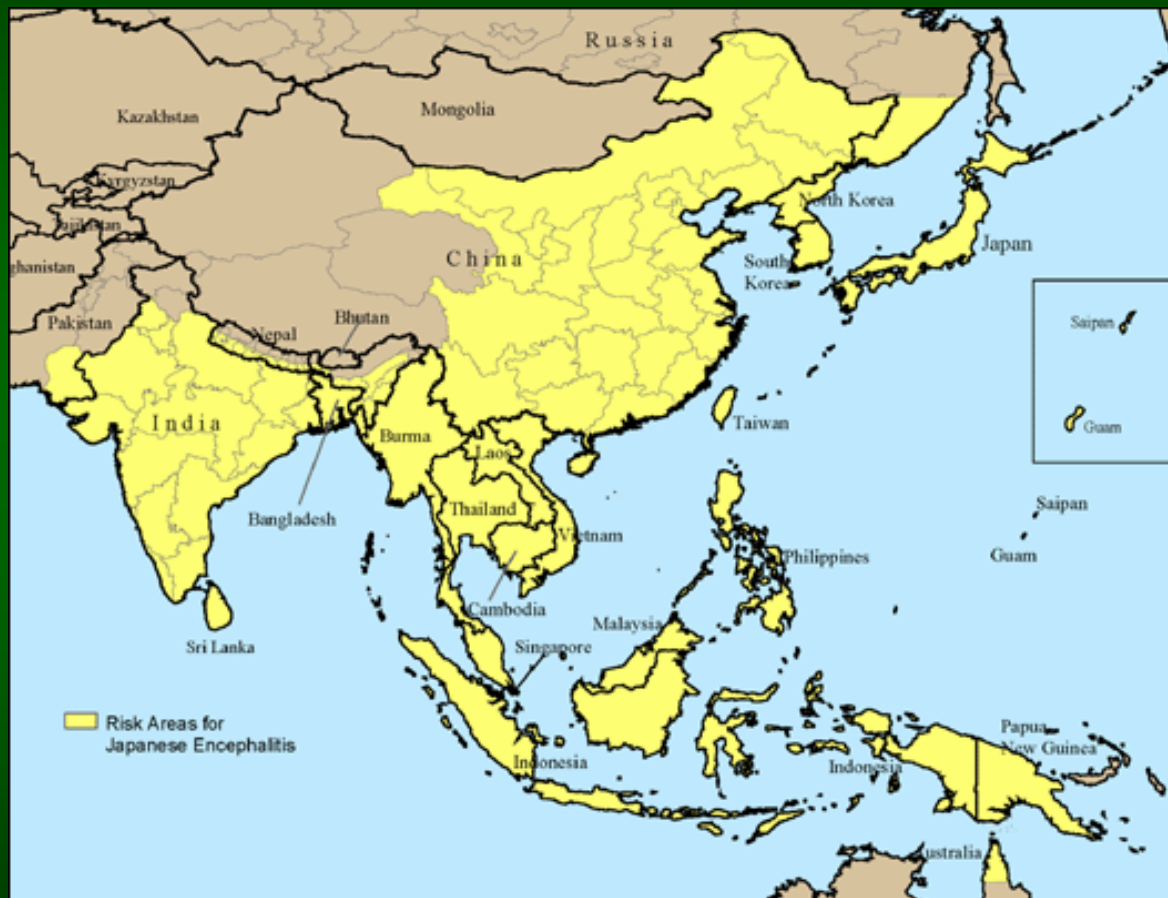 Russia
Kazakhstan
Mongolia
Kyrgyzstan
Tajikistan
ghanistan
North Korea
China
Japan
South
Korea
Pakistan
Nepal
Bhutan
Saipan
India
Taiwan
Guam
Burma
Laos
Bangladesh
Thailand
Vietnam
Saipan
Guam
Philippines
Cambodia
Malaysia
Sri Lanka
Singapore
Risk Areas for
Japanese Encephalitis
Papua
New Guinea
Indonesia
Indonesia
Australia